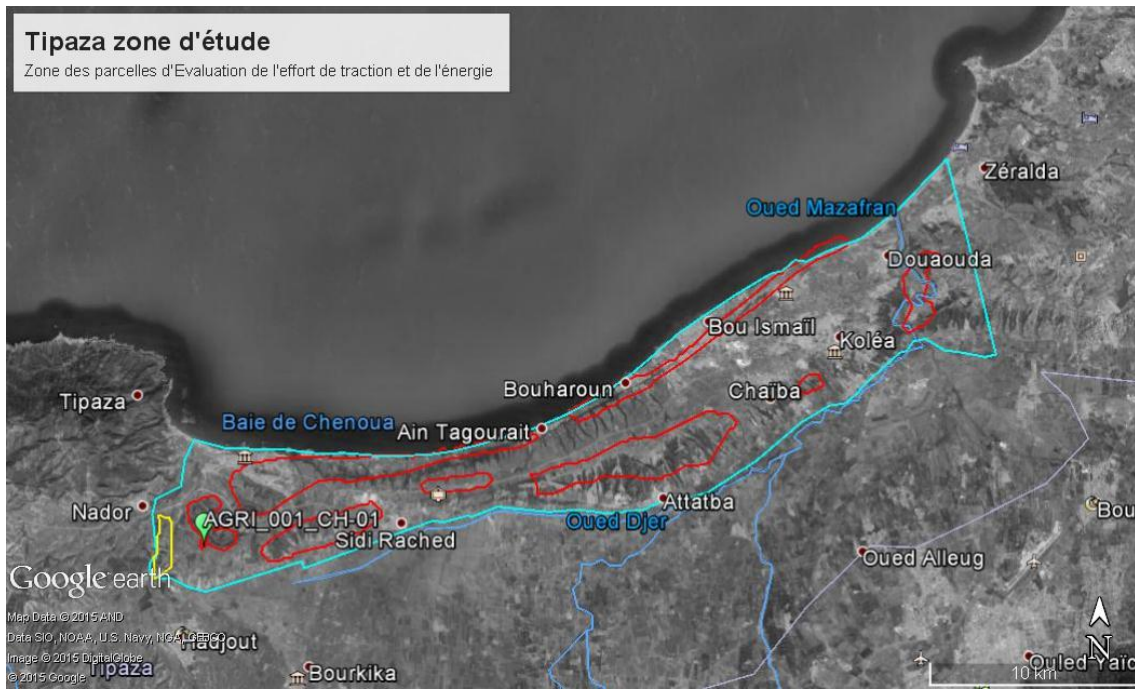 Tipaza zone d'étude
Zone des parcelles d'Evaluation de l'effort de traction et de l'énergie
Zéralda
Oued Mazafran
Douaouda
Bou Ismaïl
Koléa
Bouharoun
Chaïba
Tipaza
Baie de Chenoua
Ain Tagourait
Nador
AGRI_001_CH-01
Attatba
Bou
Oued Djer
Sidi Rached
Oued Alleug
Google earth
Map Data © 2015 AND
Data SIO, NOAA, U.S. Navy, NGA, GEBCO
Hadjout
Image © 2015 DigitalGlobe
Tipaza
© 2015 Google
Bourkika
N
Ouled Yaïc
10 km